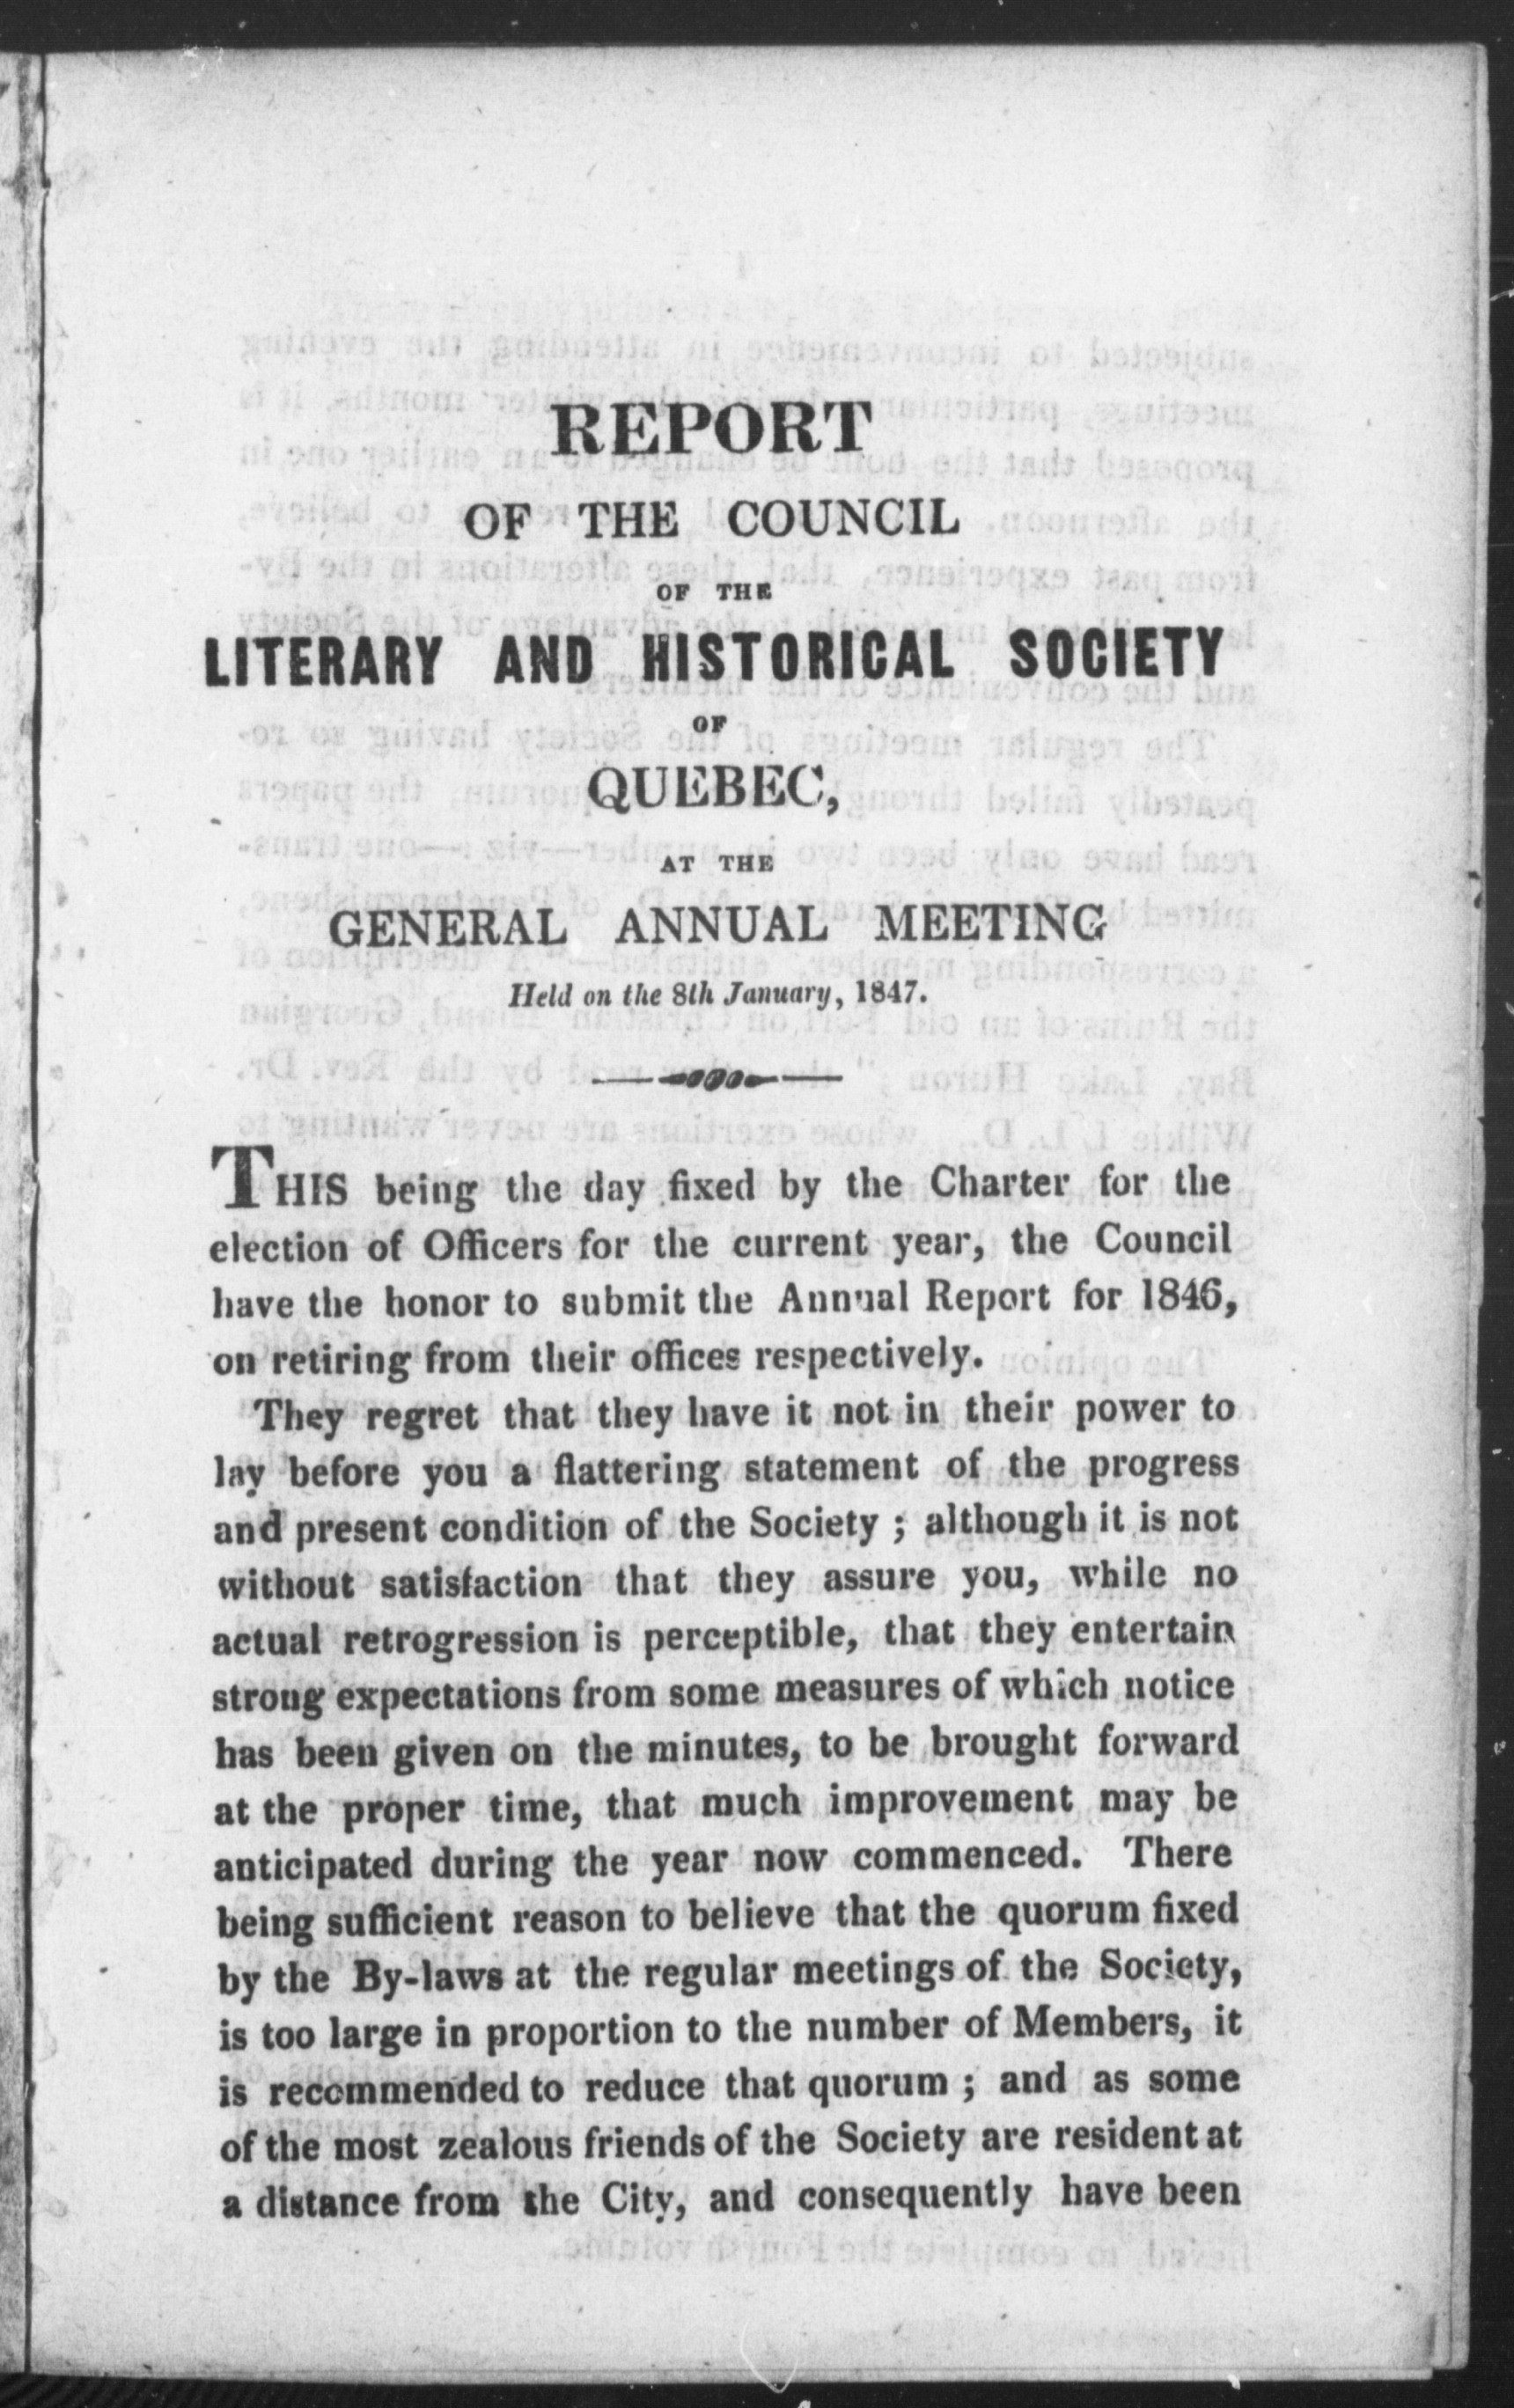 REPORT
OF THE COUNCIL
OF THE
LITERARY AND HISTORICAL SOCIETY
OF
QUEBEC,
AT THE
GENERAL ANNUAL MEETING
Held on the 8th January, 1847.
THIS being the day fixed by the Charter for the
election of Officers for the current year, the Council
have the honor to submit the Annual Report for 1846,
on retiring from their offices respectively.
They regret that they have it not in their power to
lay before you a flattering statement of the progress
and present condition of the Society ; although it is not
without satisfaction that they assure you, while no
actual retrogression is perceptible, that they entertain
strong expectations from some measures of which notice
has been given on the minutes, to be brought forward
at the proper time, that much improvement may be
anticipated during the year now commenced. There
being sufficient reason to believe that the quorum fixed
by the By-laws at the regular meetings of the Society,
is too large in proportion to the number of Members, it
is recommended to reduce that quorum ; and as some
of the most zealous friends of the Society are resident at
a distance from the City, and consequently have been